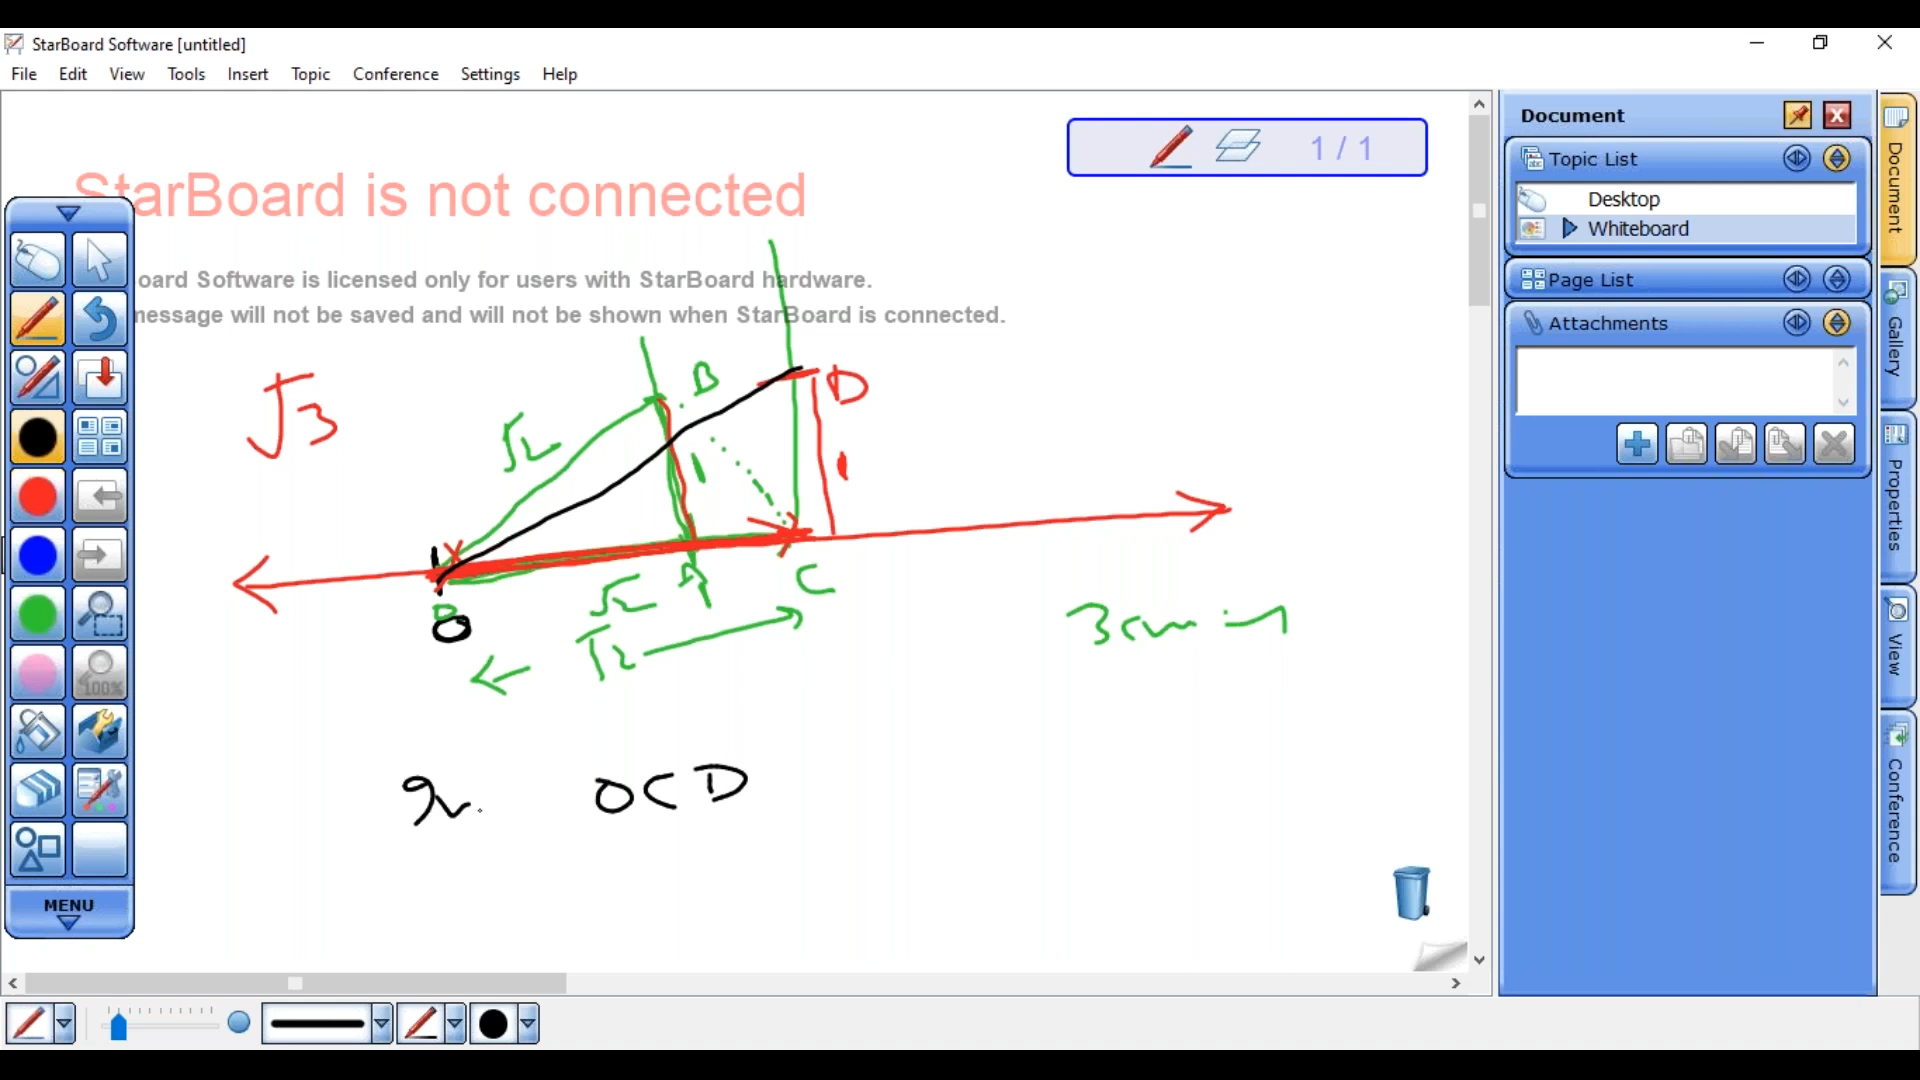 StarBoard Software [untitled]
File Edit View Tools Insert Topic Conference Settings Help
StarBoard is not connected
oard Software is licensed only for users with StarBoard hardware.
message will not be saved and will not be shown when StarBoard is connected.
1 / 1
√3
B
D
√2
1
1
A
C
√2
√2
O
OCD
100%
MENU
Document
Topic List
Desktop
Whiteboard
Page List
Attachments
Document
Gallery
Properties
View
Conference